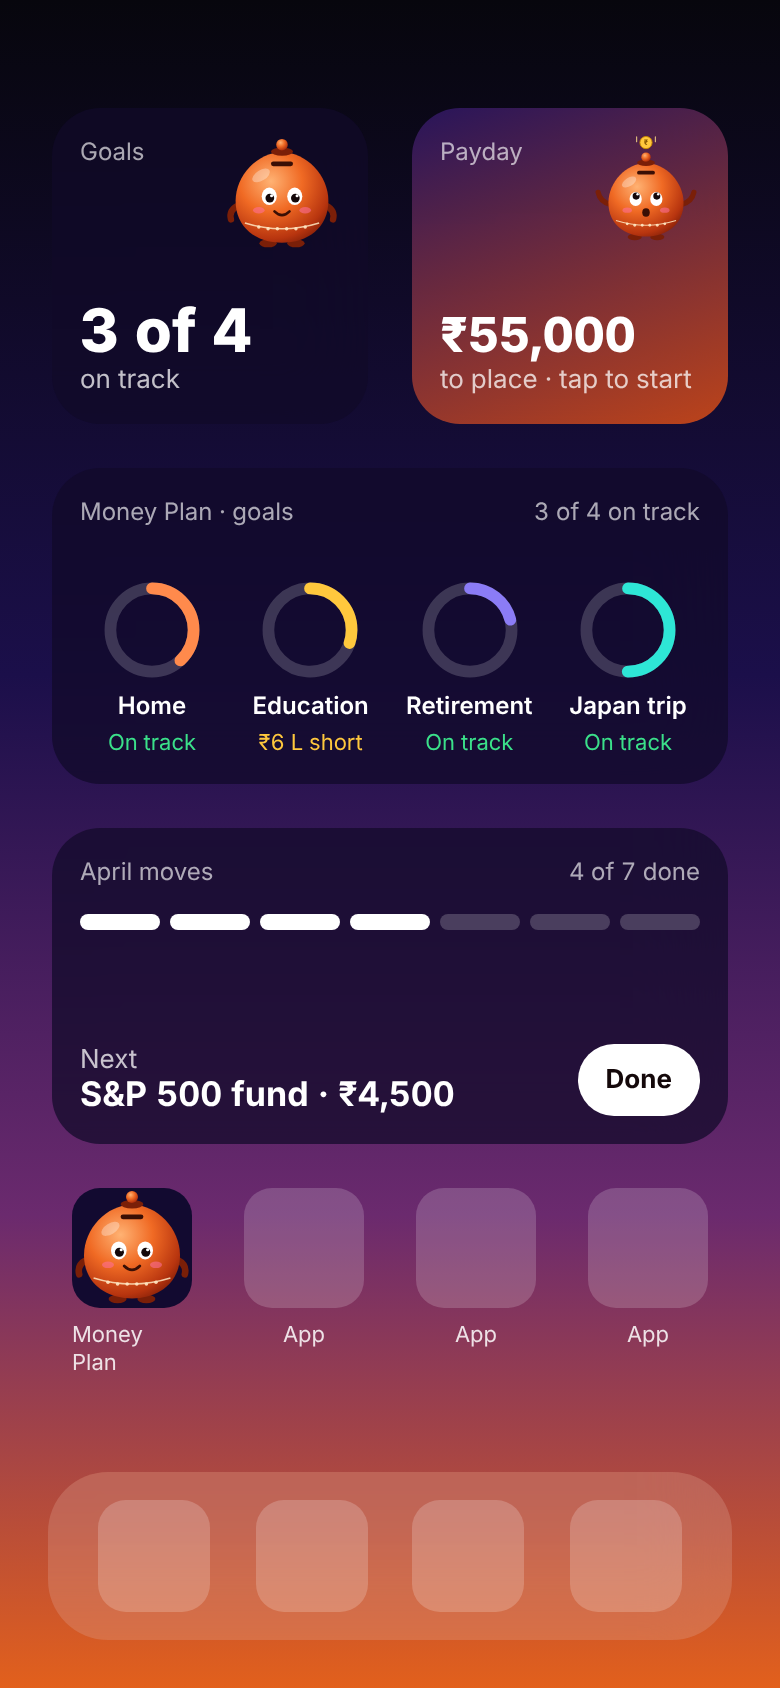 Goals
3 of 4
on track
Payday
₹55,000
to place · tap to start
Money Plan · goals
3 of 4 on track
Home
On track
Education
₹6 L short
Retirement
On track
Japan trip
On track
April moves
4 of 7 done
Next
S&P 500 fund · ₹4,500
Done
Money
Plan
App
App
App